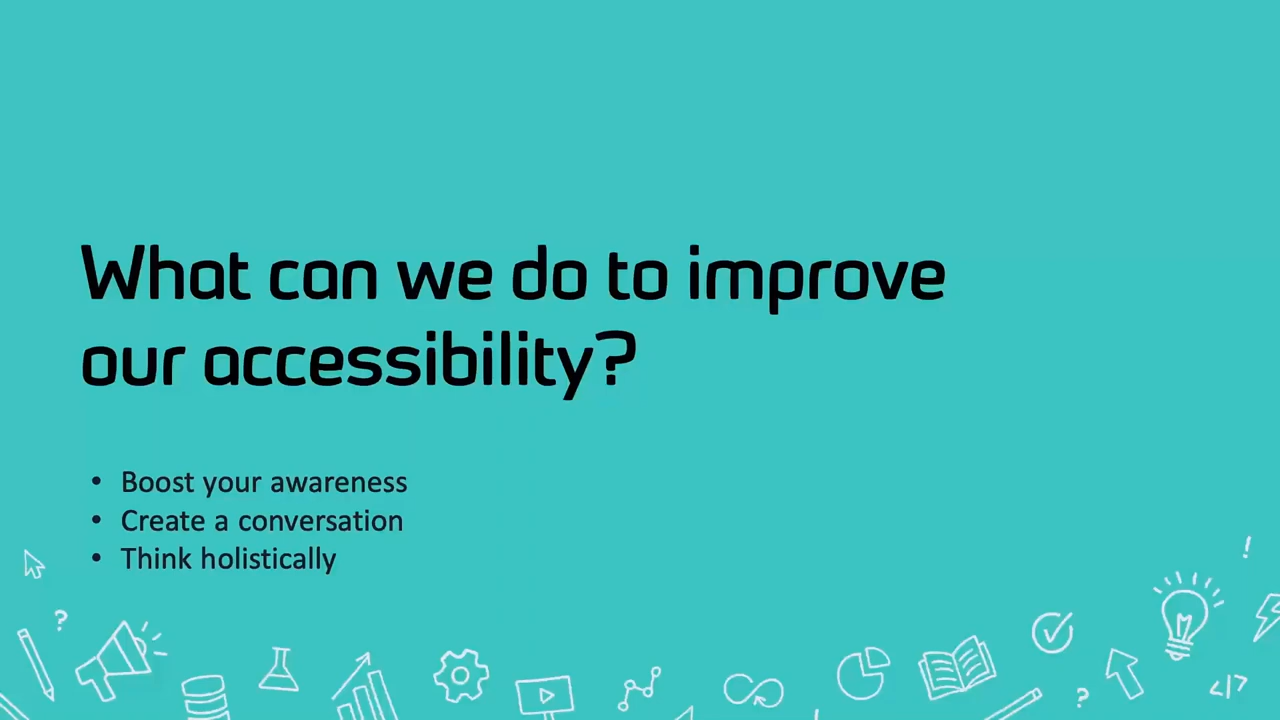 What can we do to improve
our accessibility?
• Boost your awareness
• Create a conversation
• Think holistically